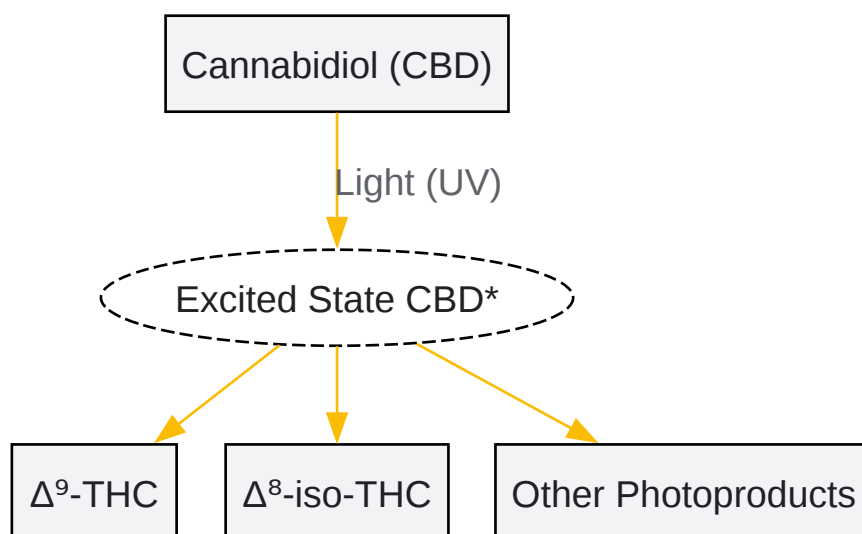 Cannabidiol (CBD)
Light (UV)
Excited State CBD*
Δ⁹-THC
Δ⁸-iso-THC
Other Photoproducts